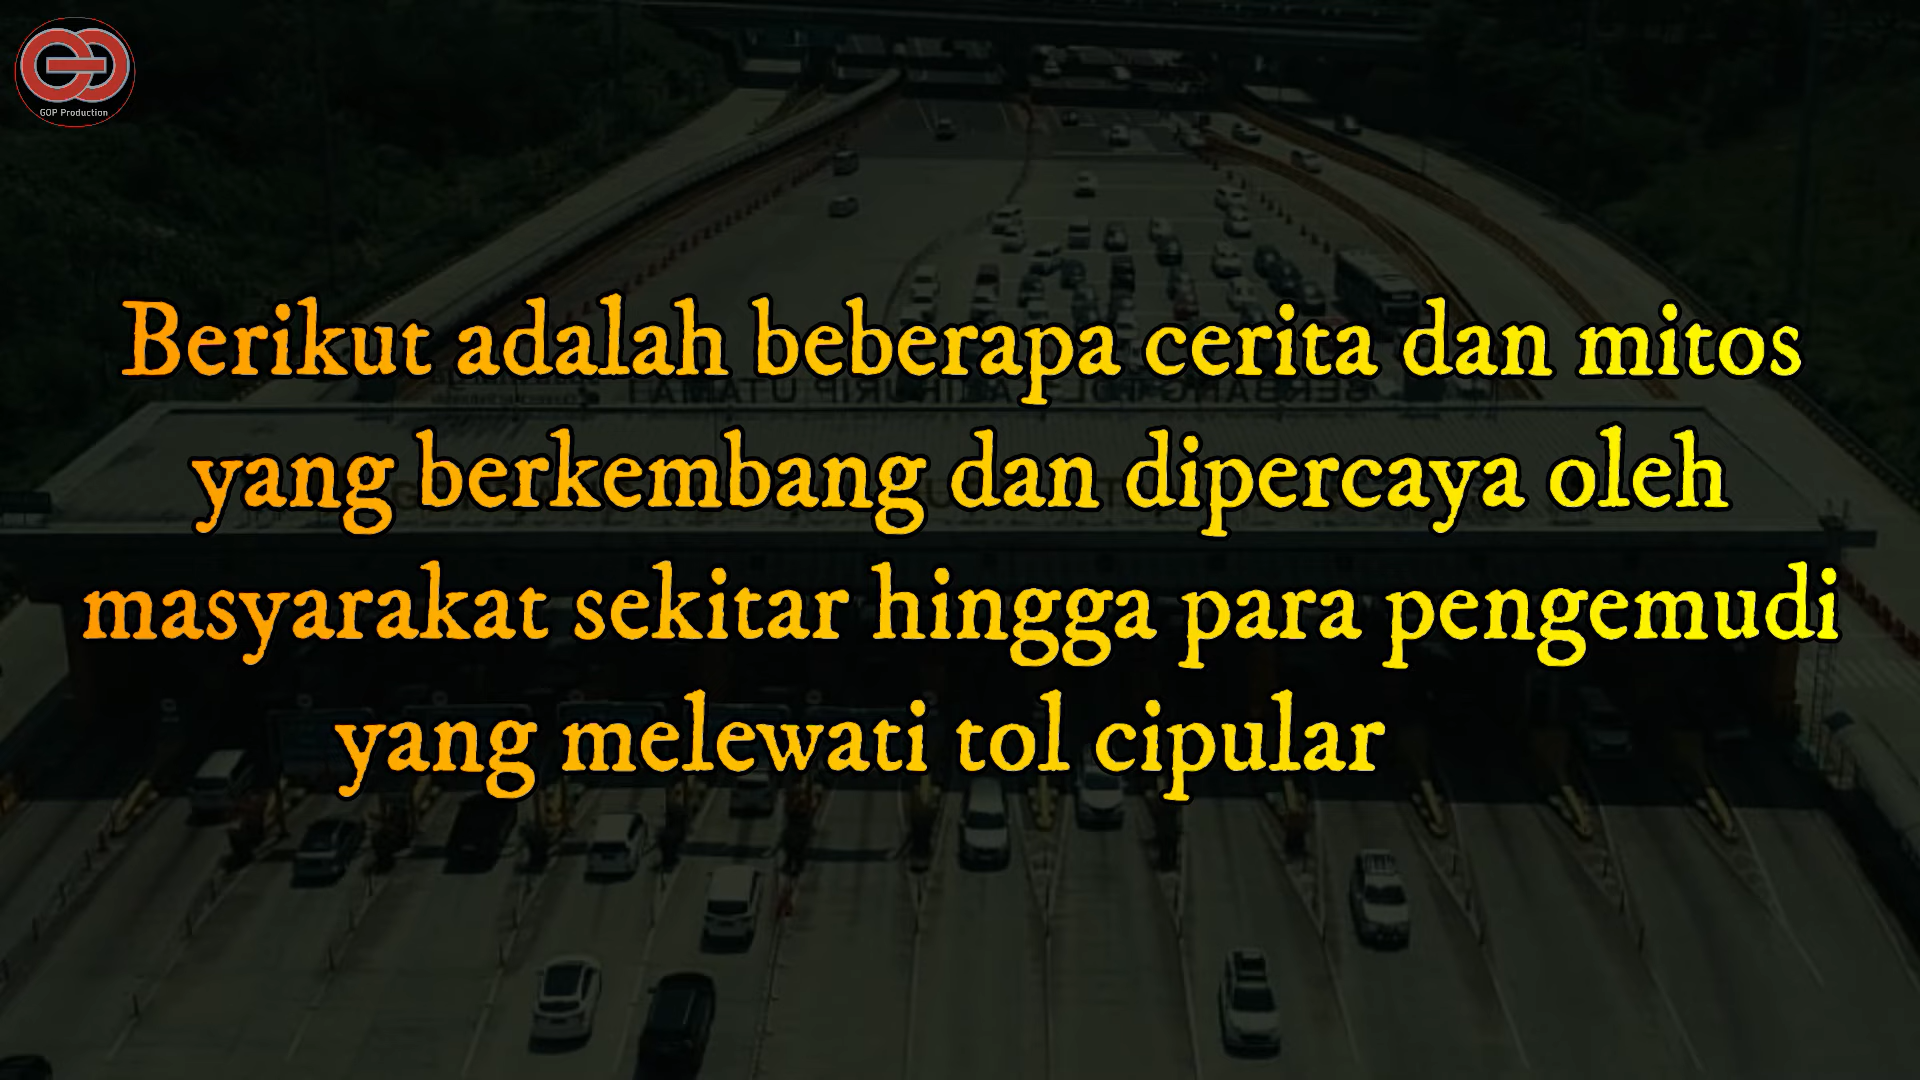 GOP Production
Berikut adalah beberapa cerita dan mitos
yang berkembang dan dipercaya oleh
masyarakat sekitar hingga para pengemudi
yang melewati tol cipular